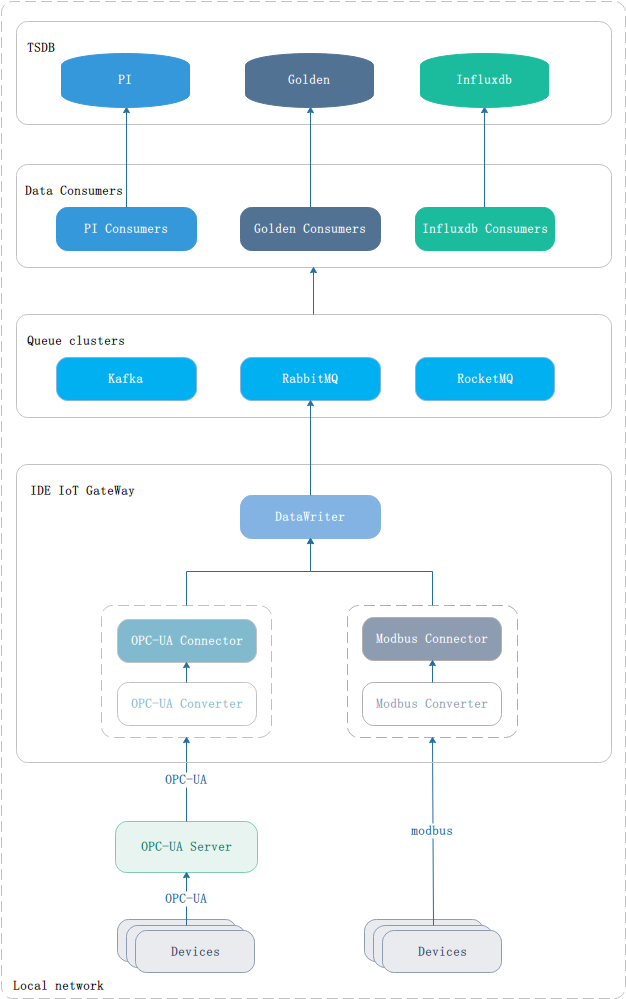 TSDB
PI
Golden
Influxdb
Data Consumers
PI Consumers
Golden Consumers
Influxdb Consumers
Queue clusters
Kafka
RabbitMQ
RocketMQ
IDE IoT GateWay
DataWriter
OPC-UA Connector
Modbus Connector
OPC-UA Converter
Modbus Converter
OPC-UA
modbus
OPC-UA Server
OPC-UA
Devices
Devices
Local network